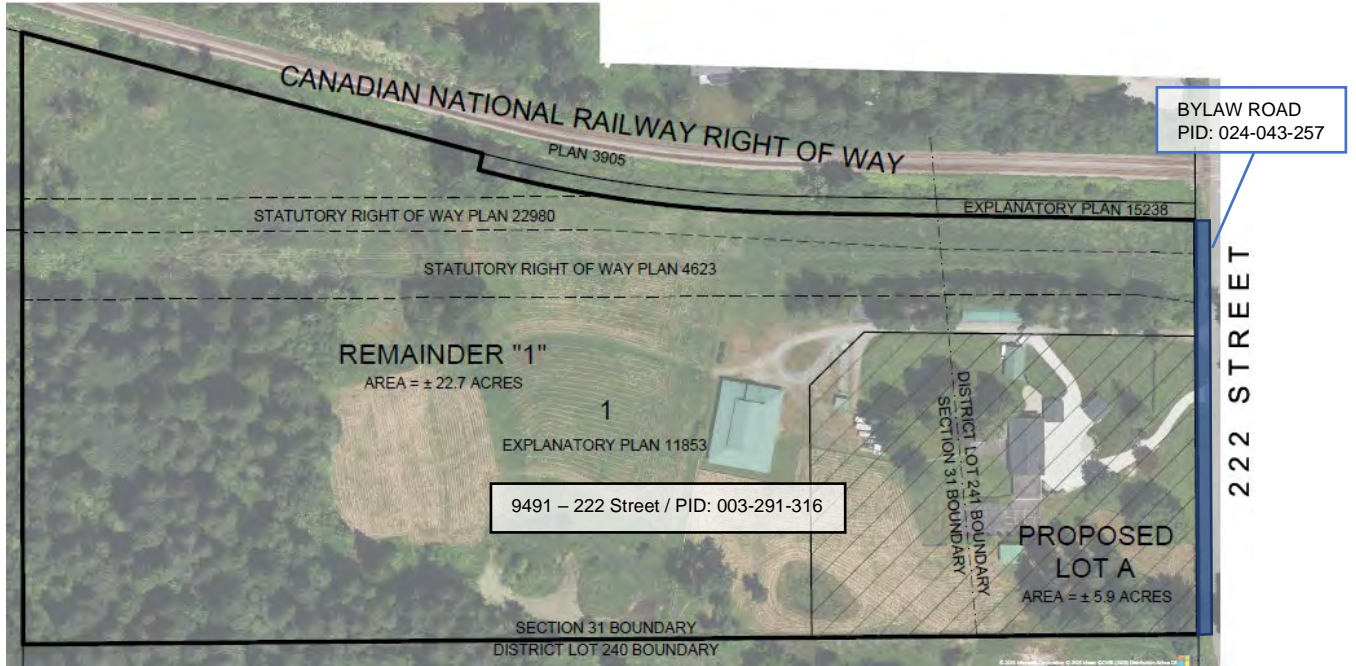 CANADIAN NATIONAL RAILWAY RIGHT OF WAY
PLAN 3905
BYLAW ROAD
PID: 024-043-257
STATUTORY RIGHT OF WAY PLAN 22980
EXPLANATORY PLAN 15238
STATUTORY RIGHT OF WAY PLAN 4623
222 STREET
REMAINDER "1"
AREA = ± 22.7 ACRES
1
EXPLANATORY PLAN 11853
9491 – 222 Street / PID: 003-291-316
DISTRICT LOT 241 BOUNDARY
SECTION 31 BOUNDARY
PROPOSED
LOT A
AREA = ± 5.9 ACRES
SECTION 31 BOUNDARY
DISTRICT LOT 240 BOUNDARY